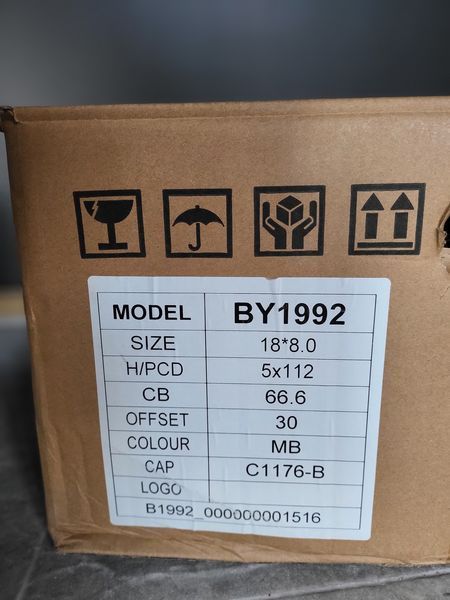 MODEL BY1992
SIZE 18*8.0
H/PCD 5x112
CB 66.6
OFFSET 30
COLOUR MB
CAP C1176-B
LOGO
B1992_000000001516